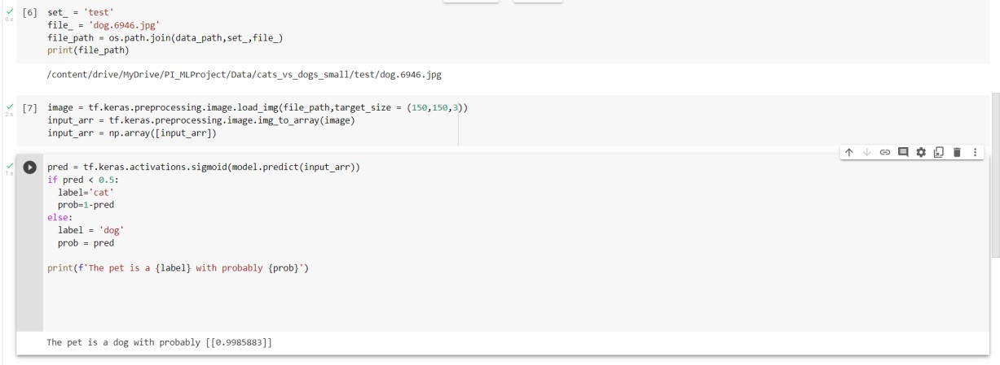 [6] set_ = 'test'
0s
file_ = 'dog.6946.jpg'
file_path = os.path.join(data_path,set_,file_)
print(file_path)
/content/drive/MyDrive/PI_MLProject/Data/cats_vs_dogs_small/test/dog.6946.jpg
[7] image = tf.keras.preprocessing.image.load_img(file_path,target_size = (150,150,3))
2s
input_arr = tf.keras.preprocessing.image.img_to_array(image)
input_arr = np.array([input_arr])
pred = tf.keras.activations.sigmoid(model.predict(input_arr))
1s
if pred < 0.5:
  label='cat'
  prob=1-pred
else:
  label = 'dog'
  prob = pred
print(f'The pet is a {label} with probably {prob}')
The pet is a dog with probably [[0.9985883]]